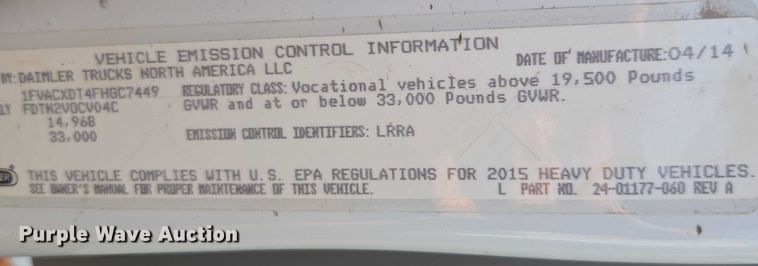 VEHICLE EMISSION CONTROL INFORMATION
DATE OF MANUFACTURE:04/14
BY:DAIMLER TRUCKS NORTH AMERICA LLC
1FVACXDT4FHGC7449 REGULATORY CLASS:Vocational vehicles above 19,500 Pounds
LY FDTN2VOCV04C GVWR and at or below 33,000 Pounds GVWR.
14,968
33,000 EMISSION CONTROL IDENTIFIERS: LRRA
ER THIS VEHICLE COMPLIES WITH U.S. EPA REGULATIONS FOR 2015 HEAVY DUTY VEHICLES.
SEE OWNER'S MANUAL FOR PROPER MAINTENANCE OF THIS VEHICLE. L PART NO. 24-01177-060 REV A
Purple Wave Auction